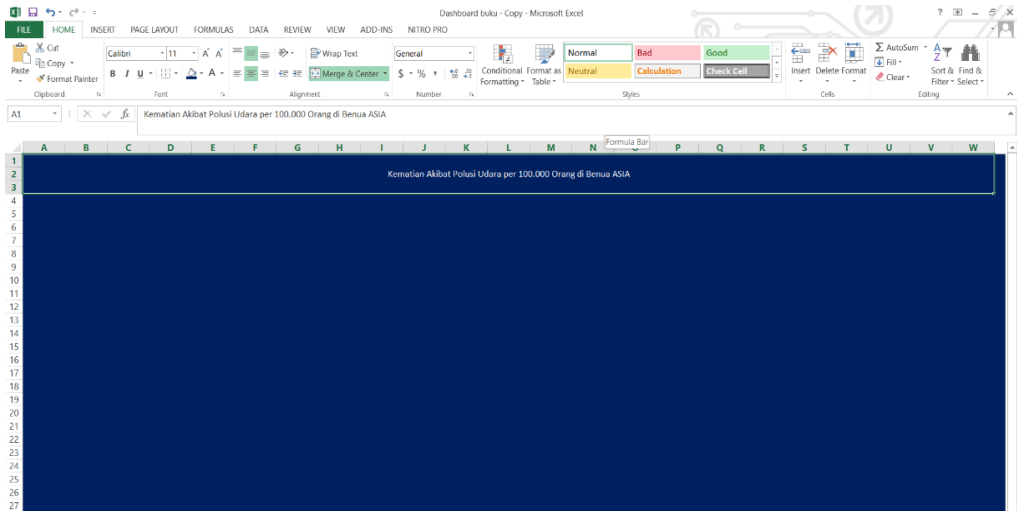 Dashboard buku - Copy - Microsoft Excel
FILE HOME INSERT PAGE LAYOUT FORMULAS DATA REVIEW VIEW ADD-INS NITRO PRO
Paste
Cut
Copy
Format Painter
Clipboard
Calibri 11
B I U
Font
Wrap Text
Merge & Center
Alignment
General
$ % ,
Number
Conditional Formatting
Format as Table
Normal Bad Good
Neutral Calculation Check Cell
Styles
Insert Delete Format
Cells
AutoSum
Fill
Clear
Sort & Filter
Find & Select
Editing
A1 fx Kematian Akibat Polusi Udara per 100.000 Orang di Benua ASIA
Formula Bar
A B C D E F G H I J K L M N O P Q R S T U V W
1
2 Kematian Akibat Polusi Udara per 100.000 Orang di Benua ASIA
3
4
5
6
7
8
9
10
11
12
13
14
15
16
17
18
19
20
21
22
23
24
25
26
27